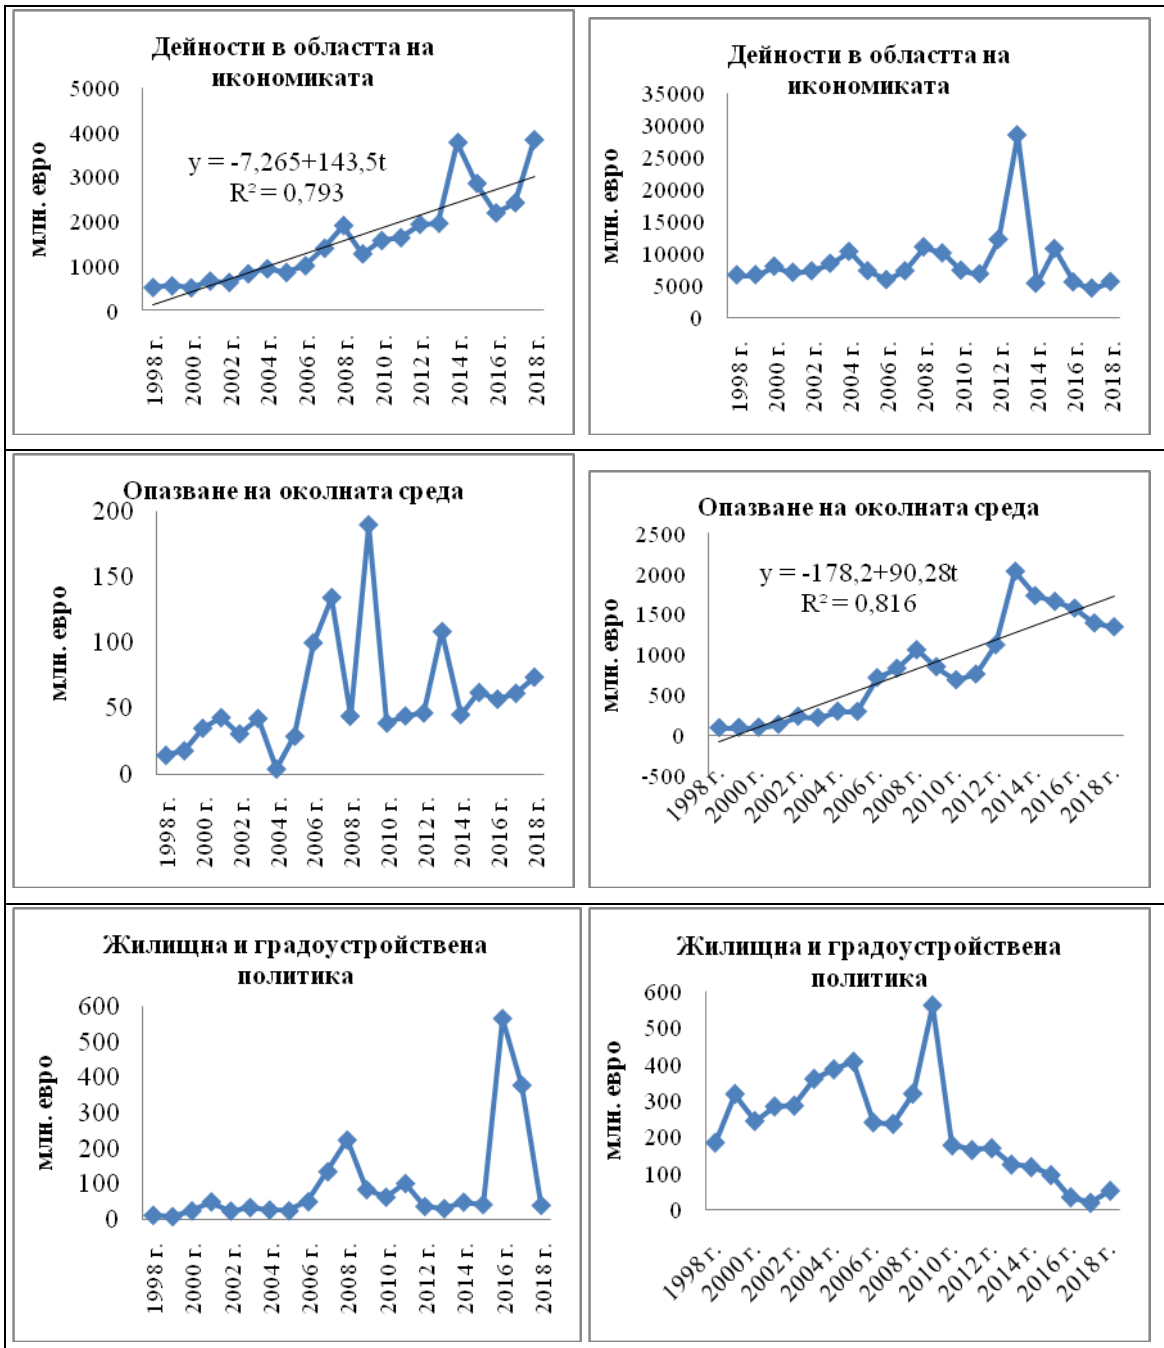 Дейности в областта на
икономиката
5000
4000
3000
2000
1000
0
млн. евро
y = -7,265+143,5t
R² = 0,793
1998 г.
2000 г.
2002 г.
2004 г.
2006 г.
2008 г.
2010 г.
2012 г.
2014 г.
2016 г.
2018 г.
Дейности в областта на
икономиката
35000
30000
25000
20000
15000
10000
5000
0
млн. евро
1998 г.
2000 г.
2002 г.
2004 г.
2006 г.
2008 г.
2010 г.
2012 г.
2014 г.
2016 г.
2018 г.
Опазване на околната среда
200
150
100
50
0
млн. евро
1998 г.
2000 г.
2002 г.
2004 г.
2006 г.
2008 г.
2010 г.
2012 г.
2014 г.
2016 г.
2018 г.
Опазване на околната среда
2500
2000
1500
1000
500
0
-500
млн. евро
y = -178,2+90,28t
R² = 0,816
1998 г.
2000 г.
2002 г.
2004 г.
2006 г.
2008 г.
2010 г.
2012 г.
2014 г.
2016 г.
2018 г.
Жилищна и градоустройствена
политика
600
500
400
300
200
100
0
млн. евро
1998 г.
2000 г.
2002 г.
2004 г.
2006 г.
2008 г.
2010 г.
2012 г.
2014 г.
2016 г.
2018 г.
Жилищна и градоустройствена
политика
600
500
400
300
200
100
0
млн. евро
1998 г.
2000 г.
2002 г.
2004 г.
2006 г.
2008 г.
2010 г.
2012 г.
2014 г.
2016 г.
2018 г.